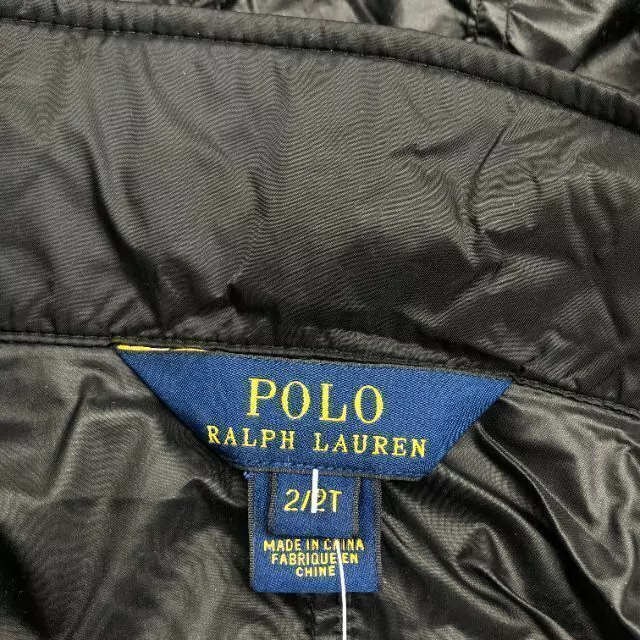 POLO
RALPH LAUREN
2/2T
MADE IN CHINA
FABRIQUE EN
CHINE